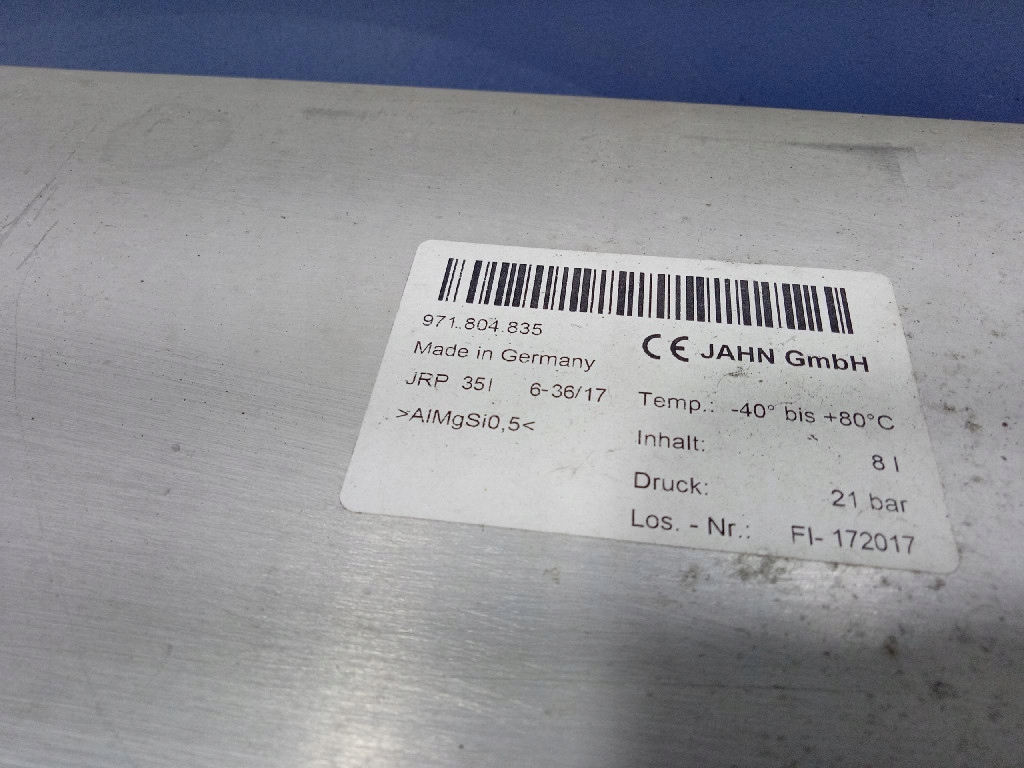 971.804.835
Made in Germany
JRP 35l 6-36/17
>AlMgSi0,5<
CE JAHN GmbH
Temp.: -40° bis +80°C
Inhalt: 8 l
Druck: 21 bar
Los. - Nr.: FI- 172017